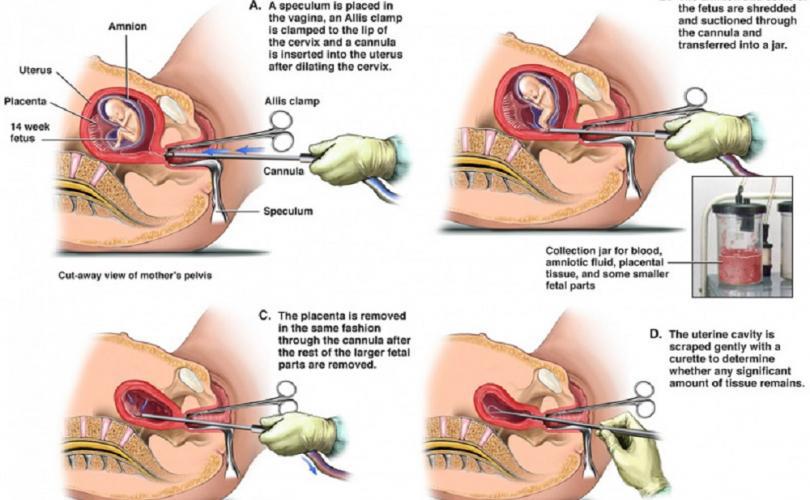 A. A speculum is placed in
the vagina, an Allis clamp
is clamped to the lip of
the cervix and a cannula
is inserted into the uterus
after dilating the cervix.
Amnion
Uterus
Placenta
14 week
fetus
Allis clamp
Cannula
Speculum
Cut-away view of mother's pelvis
the fetus are shredded
and suctioned through
the cannula and
transferred into a jar.
Collection jar for blood,
amniotic fluid, placental
tissue, and some smaller
fetal parts
C. The placenta is removed
in the same fashion
through the cannula after
the rest of the larger fetal
parts are removed.
D. The uterine cavity is
scraped gently with a
curette to determine
whether any significant
amount of tissue remains.